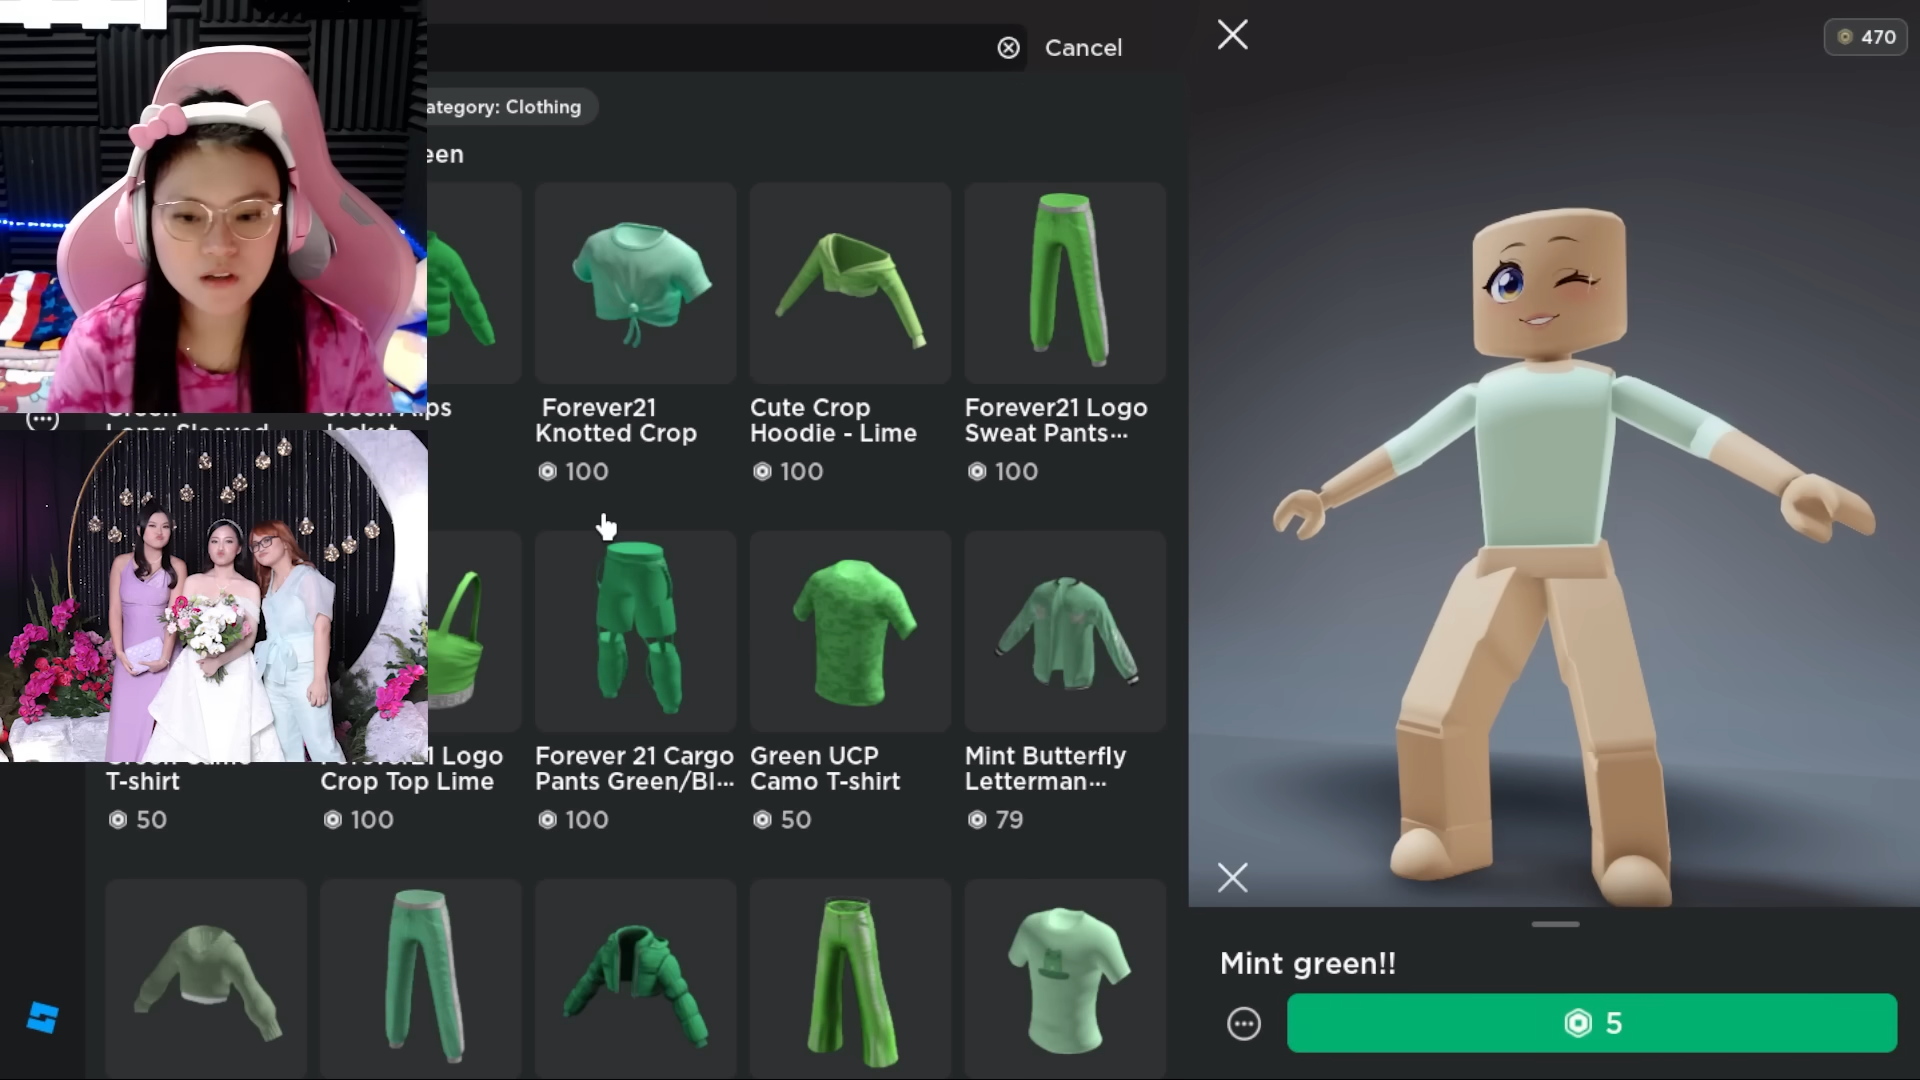 Cancel
470
ategory: Clothing
een
ps
Forever21
Knotted Crop
100
Cute Crop
Hoodie - Lime
100
Forever21 Logo
Sweat Pants...
100
T-shirt
50
1 Logo
Crop Top Lime
100
Forever 21 Cargo
Pants Green/Bl...
100
Green UCP
Camo T-shirt
50
Mint Butterfly
Letterman...
79
Mint green!!
5